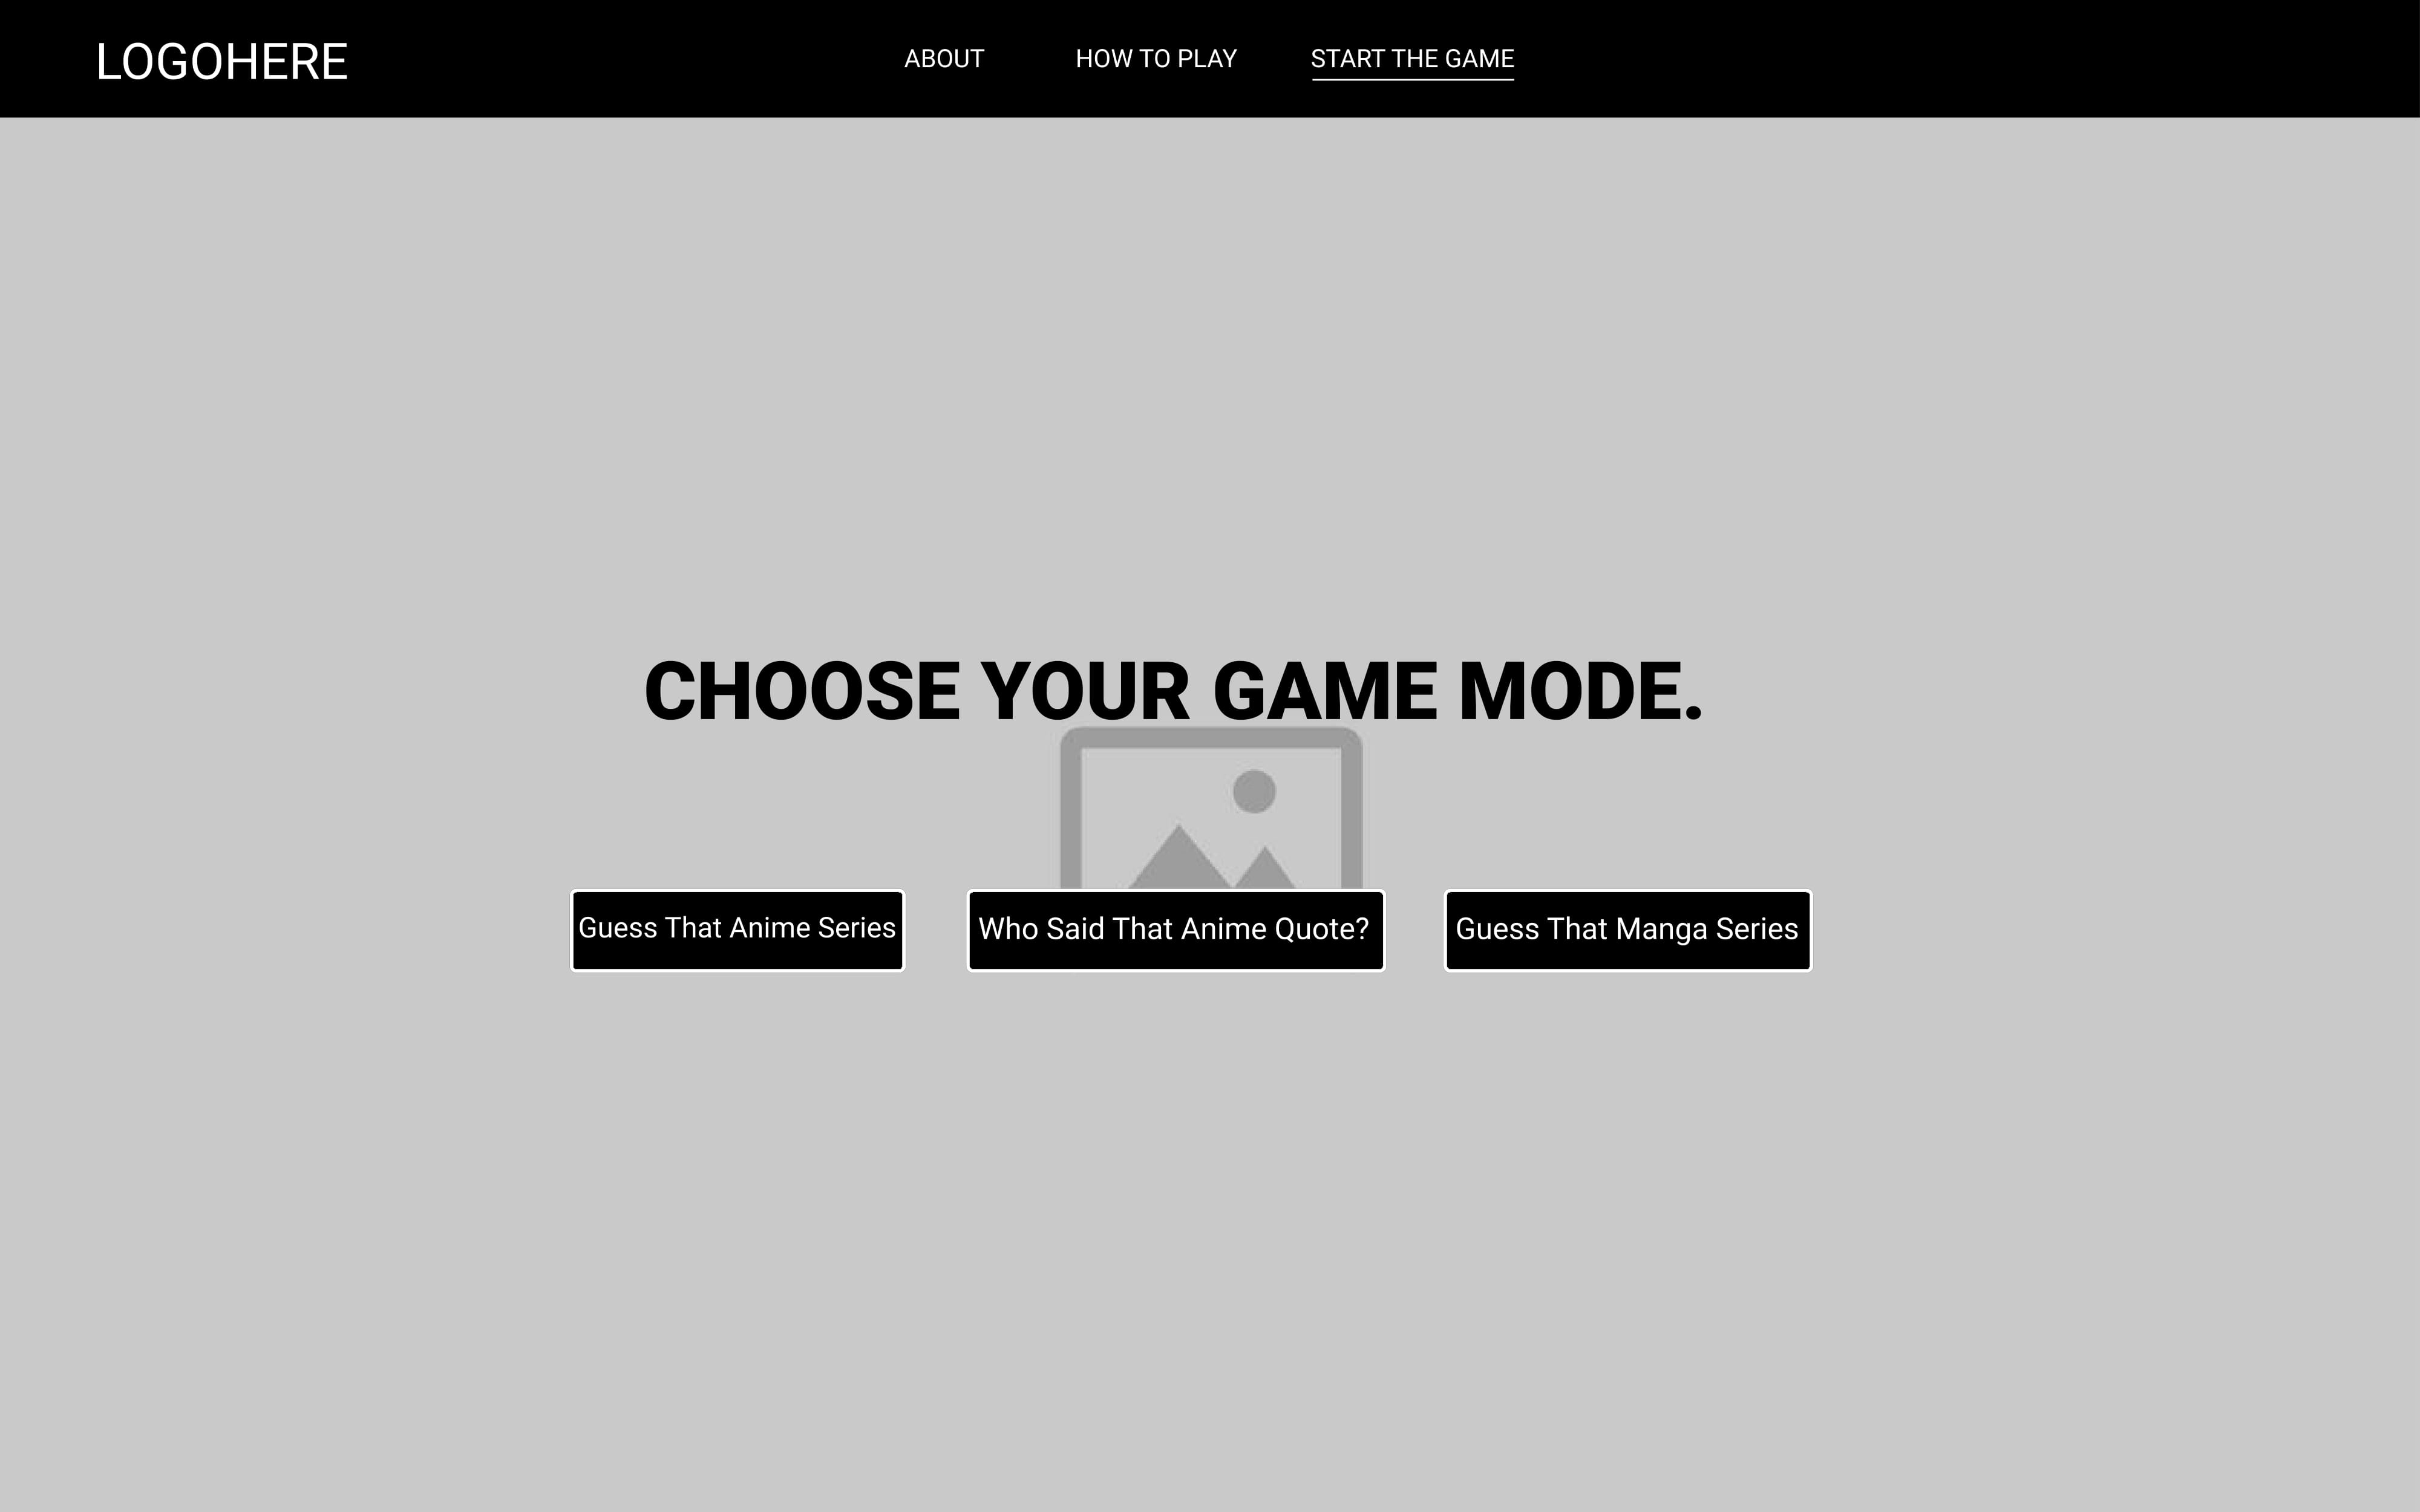 LOGOHERE
ABOUT
HOW TO PLAY
START THE GAME
CHOOSE YOUR GAME MODE.
Guess That Anime Series
Who Said That Anime Quote?
Guess That Manga Series